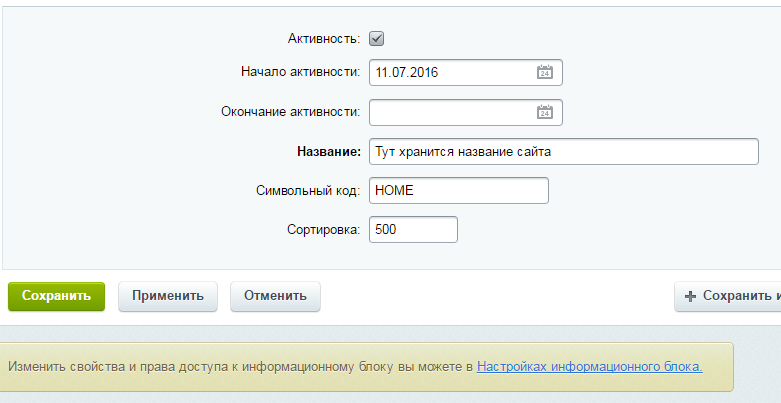 Активность:
Начало активности: 11.07.2016
Окончание активности:
Название: Тут хранится название сайта
Символьный код: HOME
Сортировка: 500
Сохранить Применить Отменить + Сохранить и
Изменить свойства и права доступа к информационному блоку вы можете в Настройках информационного блока.